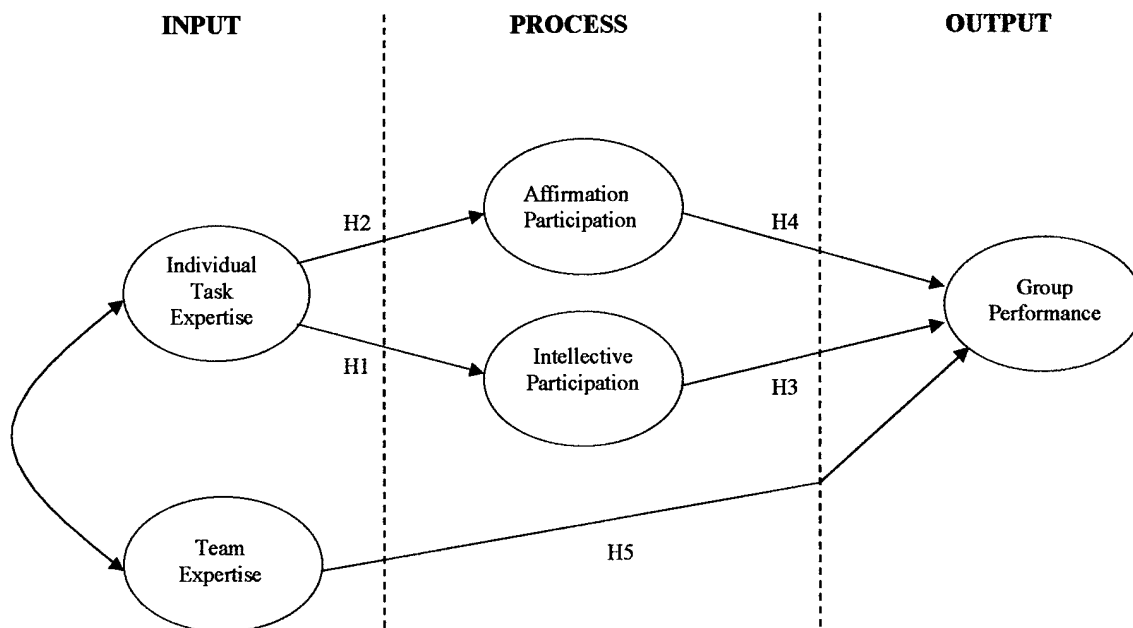 INPUT
PROCESS
OUTPUT
Affirmation
Participation
H2
H4
Individual
Task
Expertise
Group
Performance
Intellective
Participation
H1
H3
Team
Expertise
H5